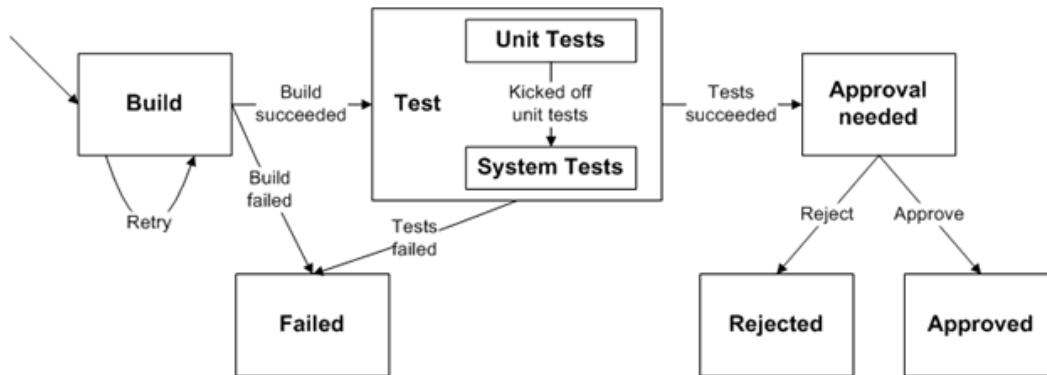 Unit Tests
Build
Build
succeeded
Test
Kicked off
unit tests
Tests
succeeded
Approval
needed
System Tests
Build
failed
Retry
Tests
failed
Reject
Approve
Failed
Rejected
Approved